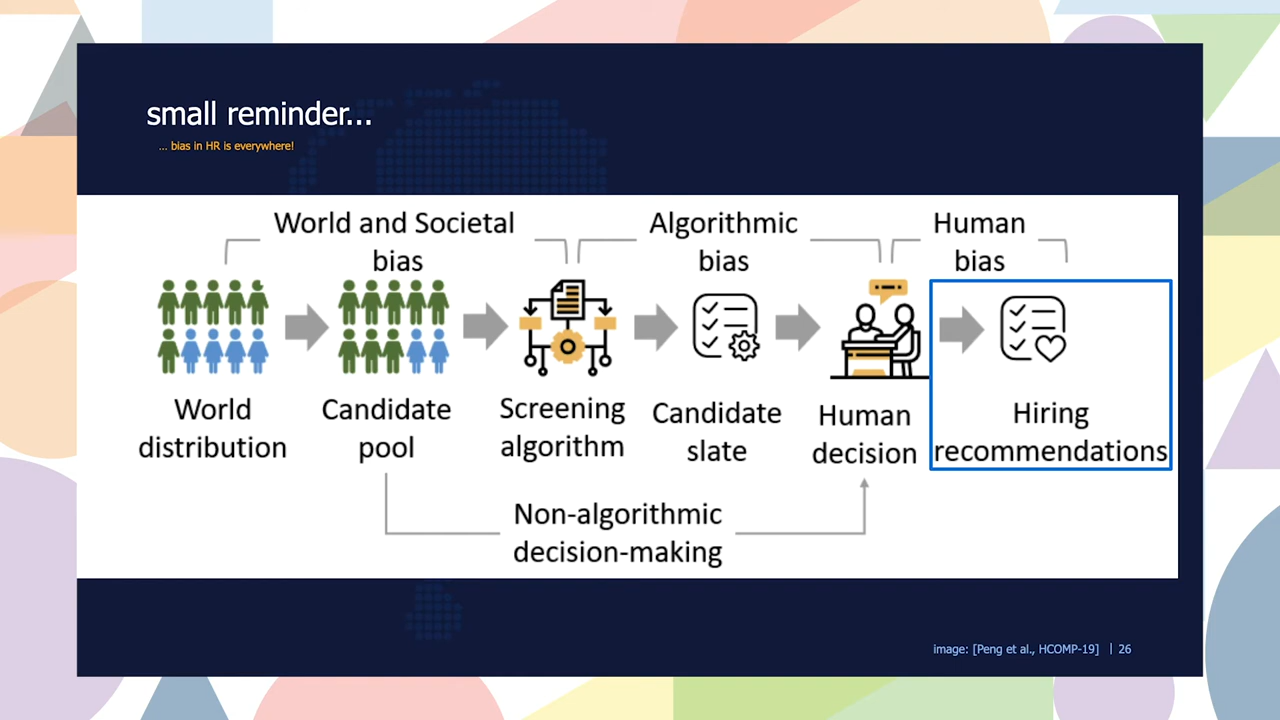 small reminder...
... bias in HR is everywhere!
World and Societal
bias
Algorithmic
bias
Human
bias
World
distribution
Candidate
pool
Screening
algorithm
Candidate
slate
Human
decision
Hiring
recommendations
Non-algorithmic
decision-making
image: [Peng et al., HCOMP-19] | 26